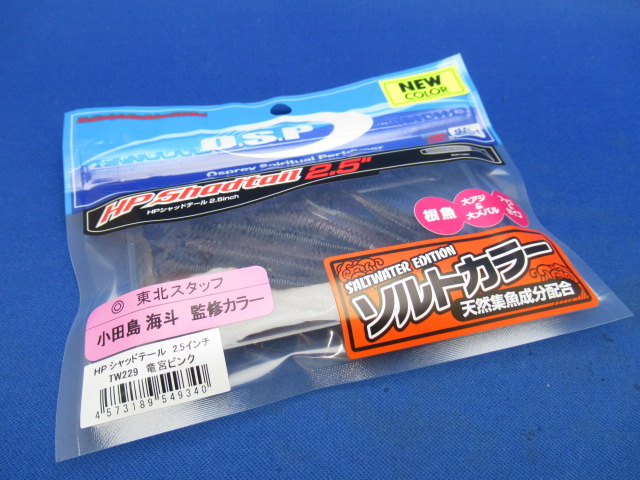 NEW
COLOR
D.S.P
Osprey Spiritual Performer
HP Shadtail 2.5"
HPシャッドテール 2.5inch
根魚
大アジ
&
大メバル
SALTWATER EDITION
ソルトカラー
天然集魚成分配合
◎ 東北スタッフ
小田島 海斗 監修カラー
HP シャッドテール 2.5インチ
TW229 竜宮ピンク
4 573189 549340